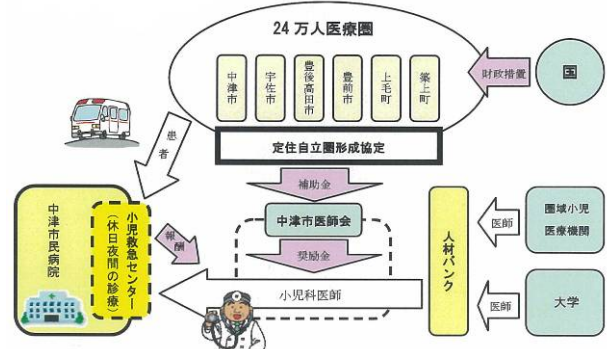 24万人医療圏
中津市
宇佐市
豊後高田市
豊前市
上毛町
築上町
財政措置
国
定住自立圏形成協定
患者
補助金
中津市民病院
小児救急センター
(休日夜間の診療)
報酬
中津市医師会
奨励金
小児科医師
人材バンク
医師
圏域小児
医療機関
医師
大学